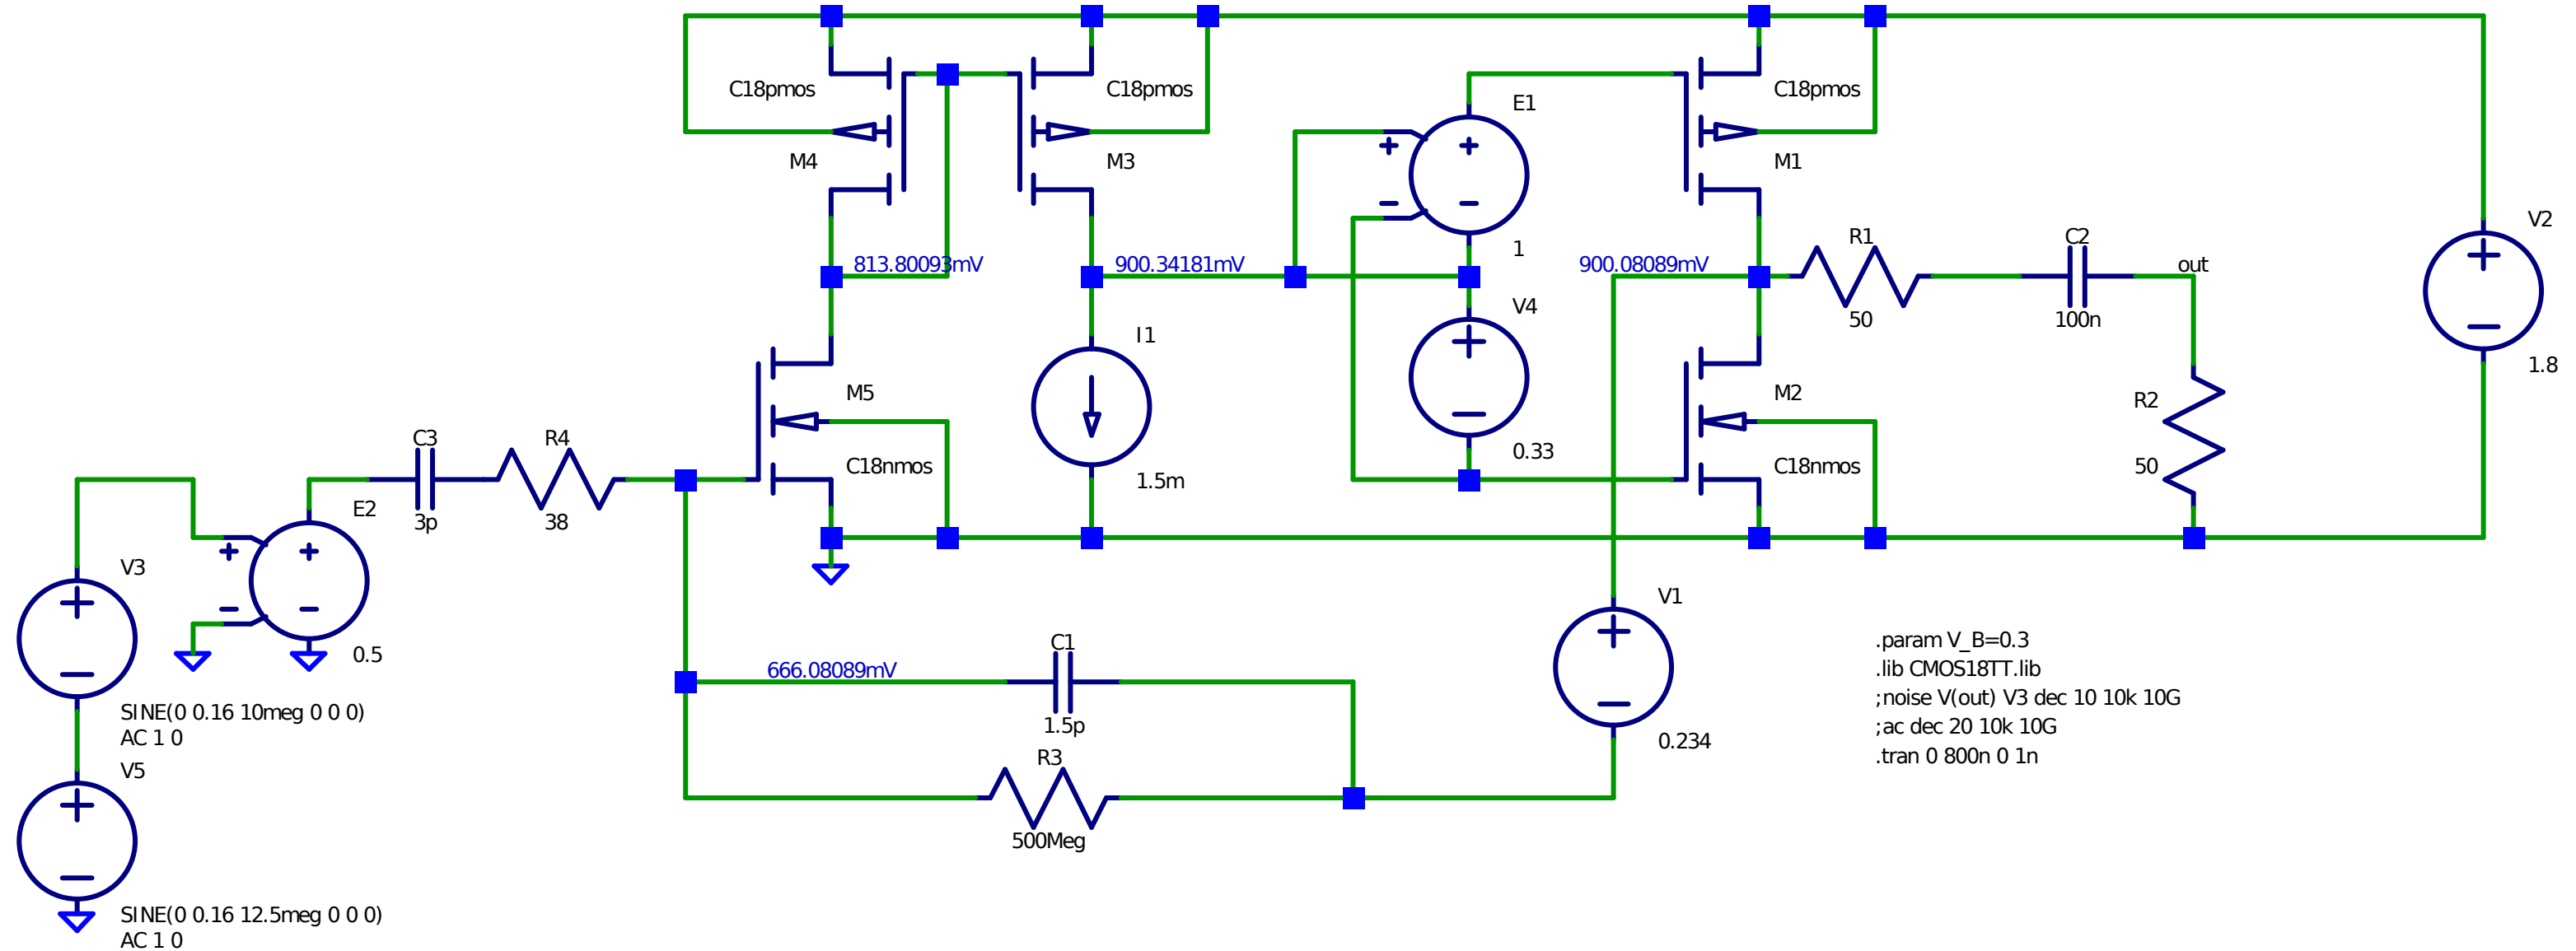 C18pmos
M4
C18pmos
M3
E1
1
C18pmos
M1
V2
1.8
813.80093mV
900.34181mV
900.08089mV
R1
50
C2
100n
out
V4
0.33
I1
1.5m
M5
C18nmos
M2
C18nmos
R2
50
C3
3p
R4
38
E2
0.5
V3
SINE(0 0.16 10meg 0 0 0)
AC 1 0
V5
SINE(0 0.16 12.5meg 0 0 0)
AC 1 0
666.08089mV
C1
1.5p
R3
500Meg
V1
0.234
.param V_B=0.3
.lib CMOS18TT.lib
;noise V(out) V3 dec 10 10k 10G
;ac dec 20 10k 10G
.tran 0 800n 0 1n